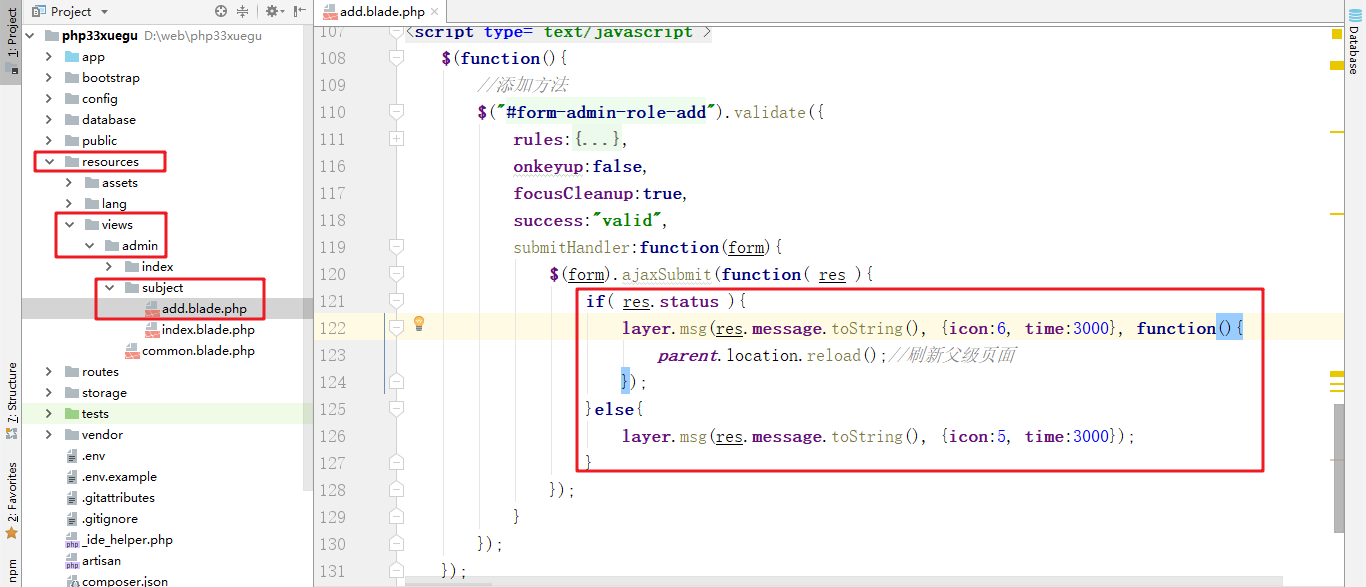 1: Project
7: Structure
2: Favorites
npm
Project
php33xuegu D:\web\php33xuegu
app
bootstrap
config
database
public
resources
assets
lang
views
admin
index
subject
add.blade.php
index.blade.php
common.blade.php
routes
storage
tests
vendor
.env
.env.example
.gitattributes
.gitignore
_ide_helper.php
artisan
composer.json
add.blade.php
107 <script type="text/javascript">
108 $(function(){
109 //添加方法
110 $("#form-admin-role-add").validate({
111 rules:{...},
116 onkeyup:false,
117 focusCleanup:true,
118 success:"valid",
119 submitHandler:function(form){
120 $(form).ajaxSubmit(function( res ){
121 if( res.status ){
122 layer.msg(res.message.toString(), {icon:6, time:3000}, function(){
123 parent.location.reload();//刷新父级页面
124 });
125 }else{
126 layer.msg(res.message.toString(), {icon:5, time:3000});
127 }
128 });
129 }
130 });
131 });
Database